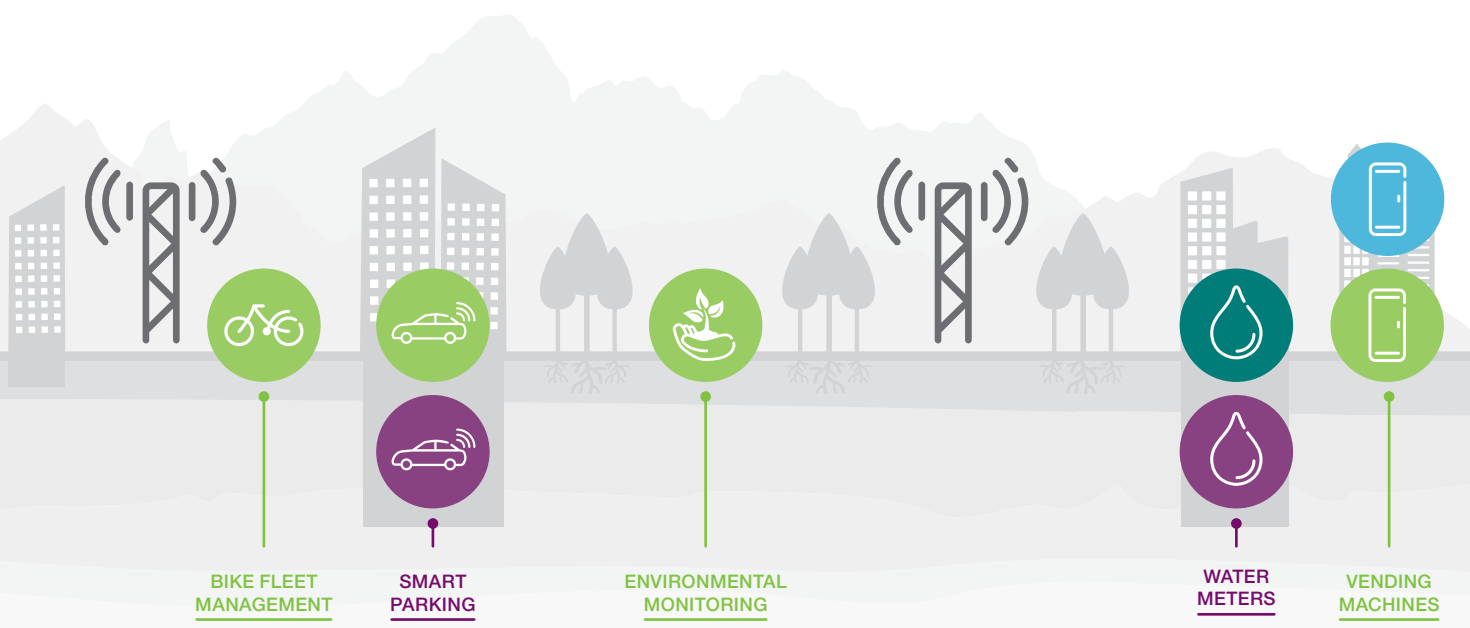 BIKE FLEET
MANAGEMENT
SMART
PARKING
ENVIRONMENTAL
MONITORING
WATER
METERS
VENDING
MACHINES